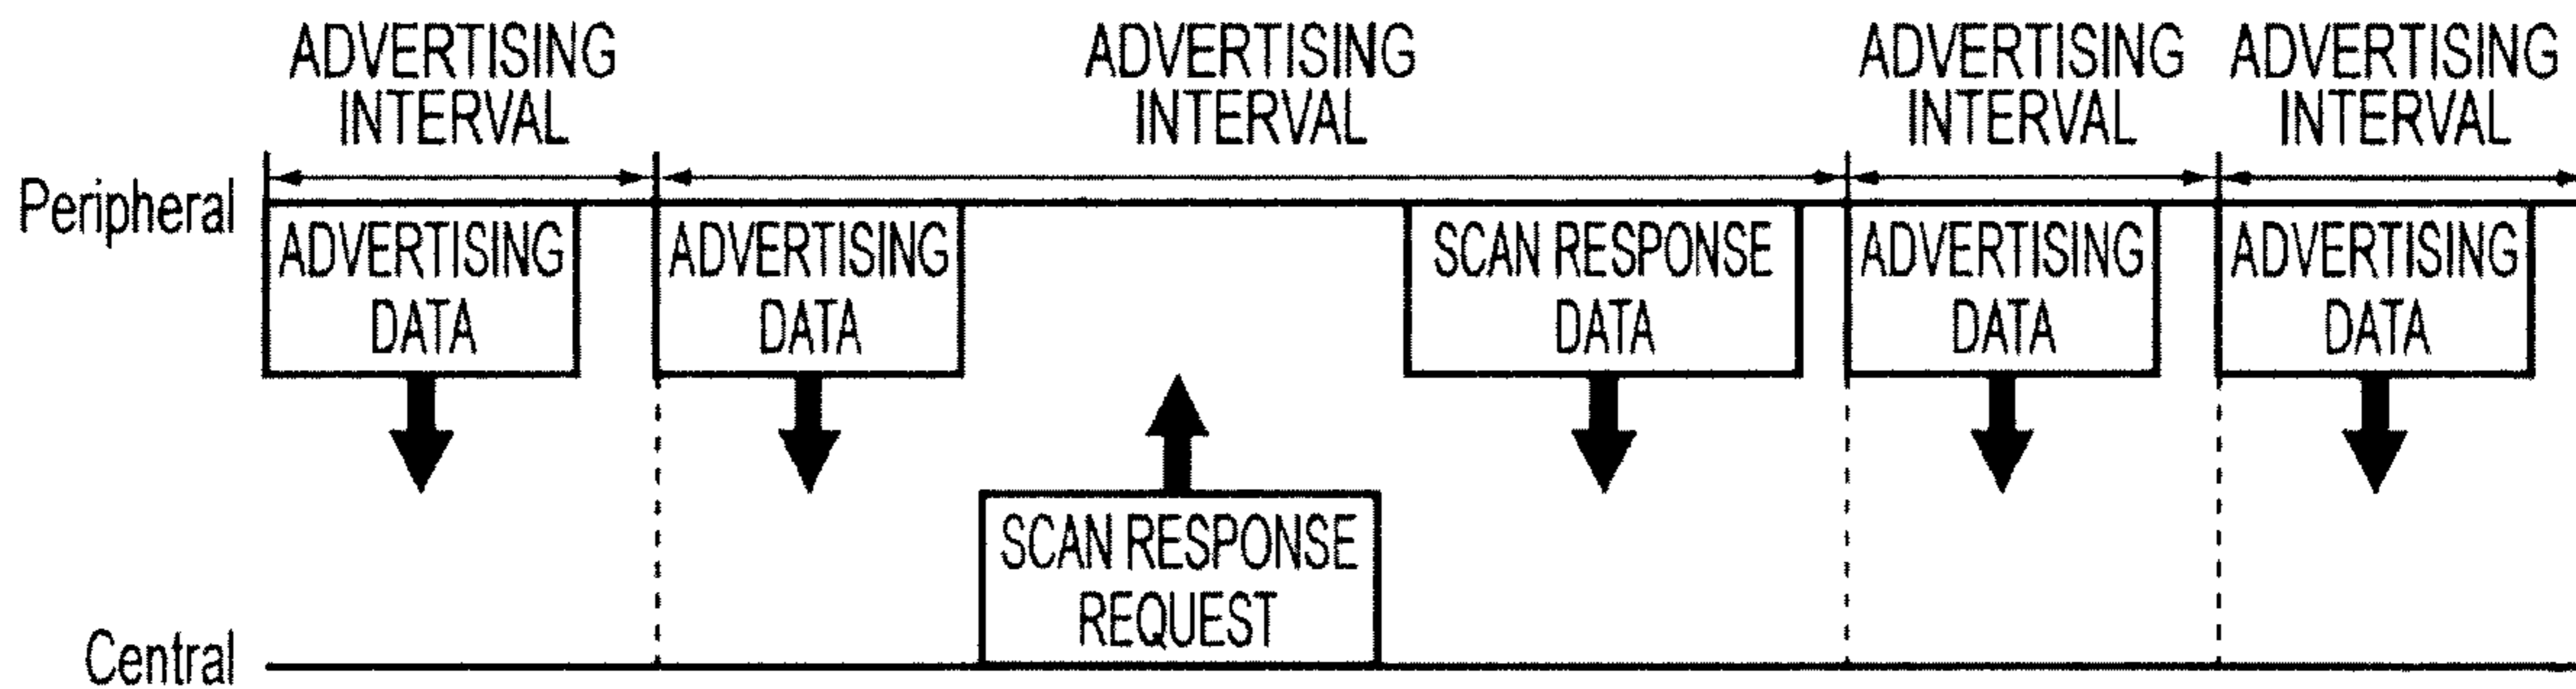 ADVERTISING ADVERTISING ADVERTISING ADVERTISING
INTERVAL INTERVAL INTERVAL INTERVAL
Peripheral
ADVERTISING ADVERTISING SCAN RESPONSE ADVERTISING ADVERTISING
DATA DATA DATA DATA DATA
SCAN RESPONSE
REQUEST
Central